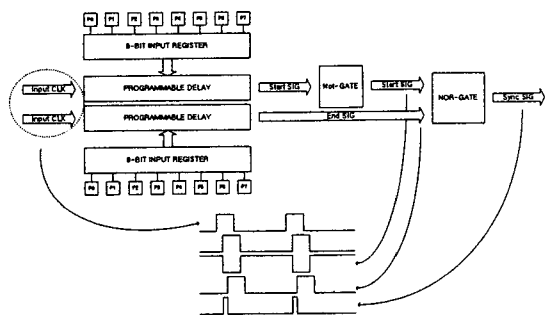 P0 P1 P2 P3 P4 P5 P6 P7
8-BIT INPUT REGISTER
Input CLK
PROGRAMMABLE DELAY
Start SIG
Not-GATE
Start SIG
NOR-GATE
Sync SIG
Input CLK
PROGRAMMABLE DELAY
End SIG
8-BIT INPUT REGISTER
P0 P1 P2 P3 P4 P5 P6 P7